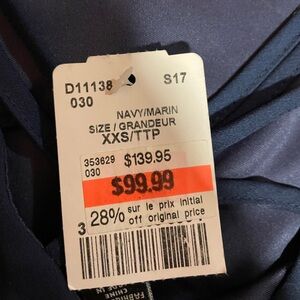 D11138 S17
030
NAVY/MARIN
SIZE / GRANDEUR
XXS/TTP
353629 $139.95
030
$99.99
28% sur le prix initial
off original price
3